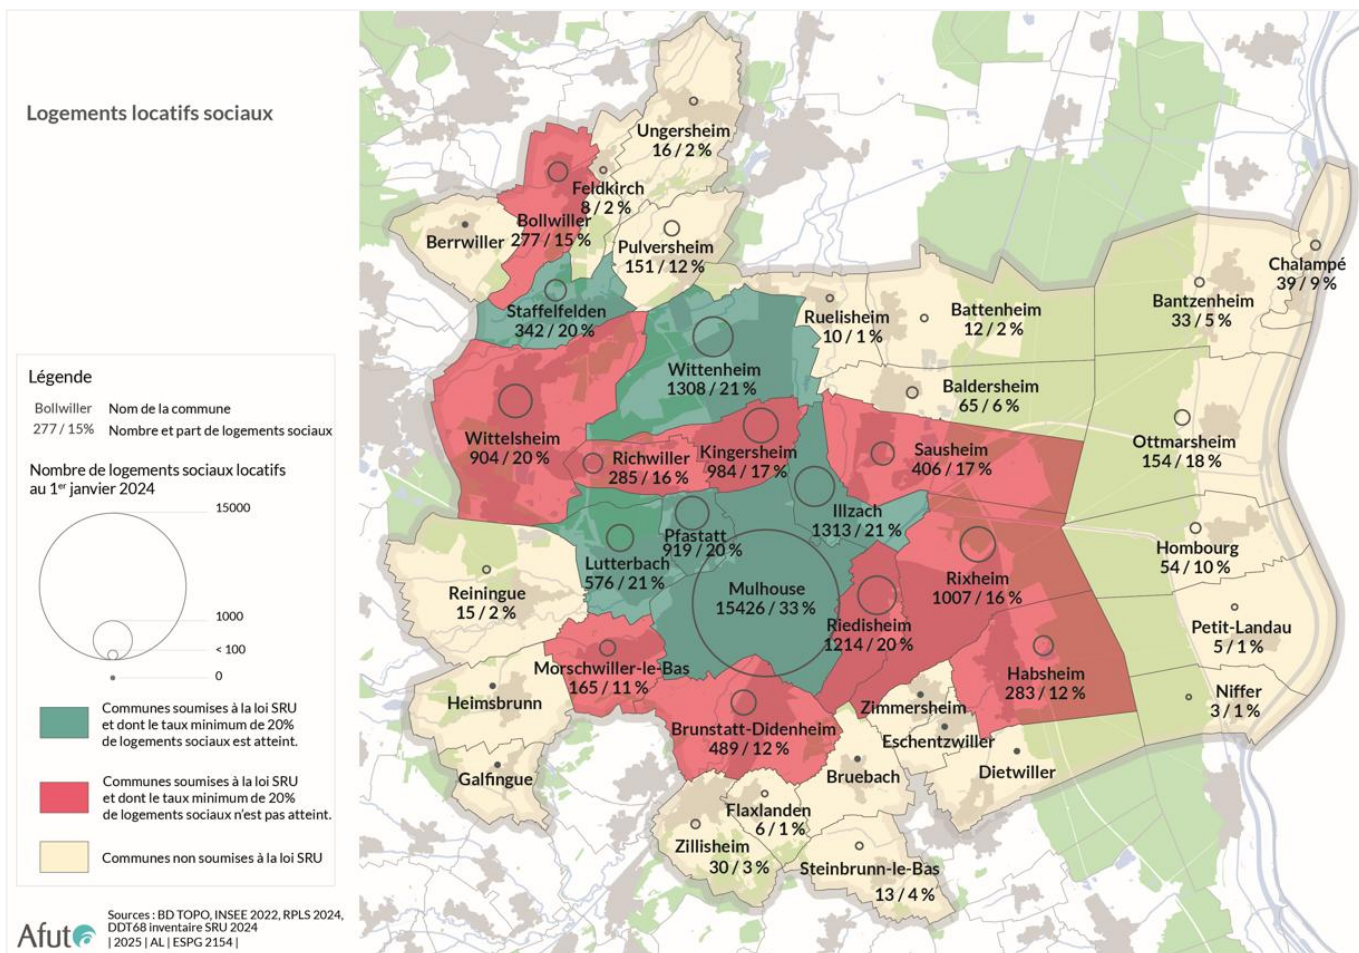 Logements locatifs sociaux
Légende
Bollwiller
Nom de la commune
277 / 15%
Nombre et part de logements sociaux
Nombre de logements sociaux locatifs
au 1er janvier 2024
15000
1000
< 100
0
Communes soumises à la loi SRU
et dont le taux minimum de 20%
de logements sociaux est atteint.
Communes soumises à la loi SRU
et dont le taux minimum de 20%
de logements sociaux n'est pas atteint.
Communes non soumises à la loi SRU
Afut
Sources : BD TOPO, INSEE 2022, RPLS 2024,
DDT68 inventaire SRU 2024
| 2025 | AL | ESPG 2154 |
Ungersheim
16 / 2 %
Feldkirch
8 / 2 %
Bollwiller
277 / 15 %
Berrwiller
Pulversheim
151 / 12 %
Staffelfelden
342 / 20 %
Ruelisheim
10 / 1 %
Battenheim
12 / 2 %
Bantzenheim
33 / 5 %
Chalampé
39 / 9 %
Wittenheim
1308 / 21 %
Baldersheim
65 / 6 %
Wittelsheim
904 / 20 %
Richwiller
285 / 16 %
Kingersheim
984 / 17 %
Sausheim
406 / 17 %
Ottmarsheim
154 / 18 %
Illzach
1313 / 21 %
Pfastatt
919 / 20 %
Lutterbach
576 / 21 %
Hombourg
54 / 10 %
Reiningue
15 / 2 %
Mulhouse
15426 / 33 %
Rixheim
1007 / 16 %
Riedisheim
1214 / 20 %
Petit-Landau
5 / 1 %
Morschwiller-le-Bas
165 / 11 %
Habsheim
283 / 12 %
Niffer
3 / 1 %
Heimsbrunn
Zimmersheim
Brunstatt-Didenheim
489 / 12 %
Eschentzwiller
Galfingue
Bruebach
Dietwiller
Flaxlanden
6 / 1 %
Zillisheim
30 / 3 %
Steinbrunn-le-Bas
13 / 4 %